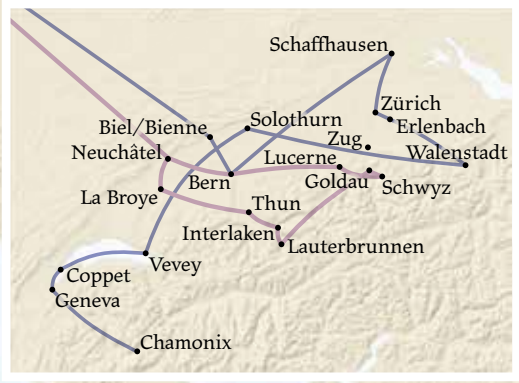 Schaffhausen
Zürich
Erlenbach
Solothurn
Biel/Bienne
Zug
Walenstadt
Neuchâtel
Lucerne
Bern
Goldau
Schwyz
La Broye
Thun
Interlaken
Lauterbrunnen
Vevey
Coppet
Geneva
Chamonix